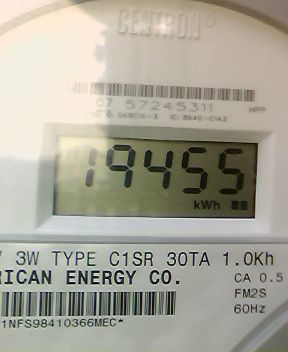 CENTRON®
07 57245311 HPP
19455
kWh
V 3W TYPE C1SR 30TA 1.0Kh
RICAN ENERGY CO. CA 0.5
FM2S
1NFS98410366MEC* 60Hz